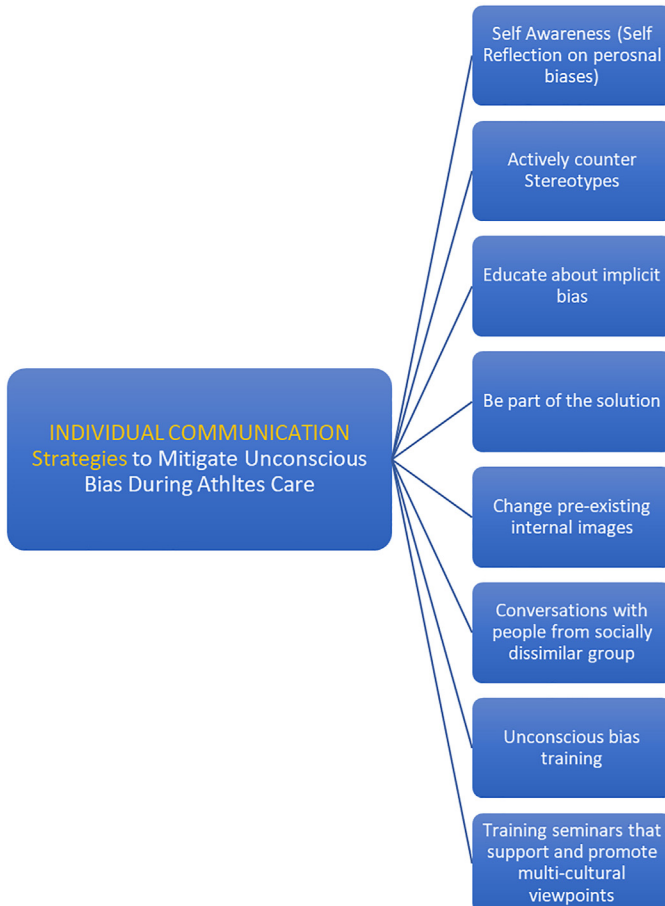 Self Awareness (Self
Reflection on perosnal
biases)
Actively counter
Stereotypes
Educate about implicit
bias
Be part of the solution
INDIVIDUAL COMMUNICATION
Strategies to Mitigate Unconscious
Bias During Athltes Care
Change pre-existing
internal images
Conversations with
people from socially
dissimilar group
Unconscious bias
training
Training seminars that
support and promote
multi-cultural
viewpoints